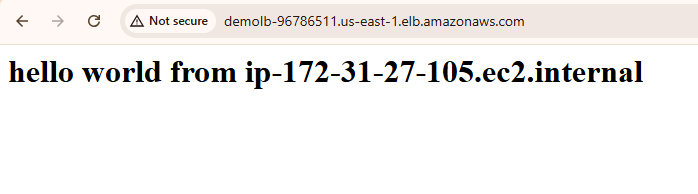 Not secure demolb-96786511.us-east-1.elb.amazonaws.com
hello world from ip-172-31-27-105.ec2.internal